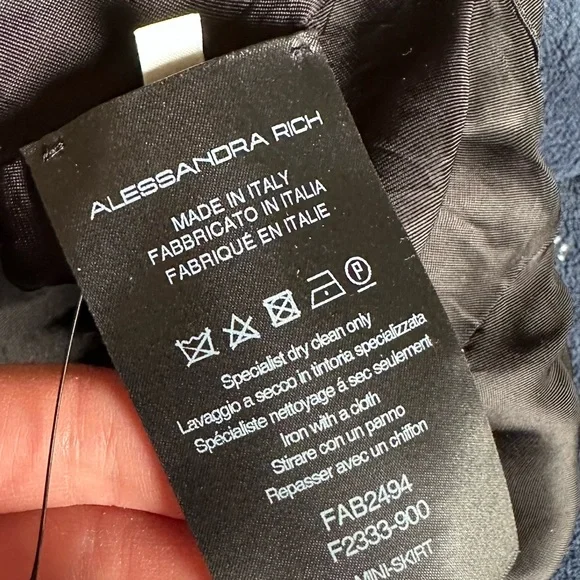 ALESSANDRA RICH
MADE IN ITALY
FABBRICATO IN ITALIA
FABRIQUÉ EN ITALIE
P
Specialist dry clean only
Lavaggio a secco in tintoria specializzata
Spécialiste nettoyage á sec seulement
Iron with a cloth
Stirare con un panno
Repasser avec un chiffon
FAB2494
F2333-900
MINI-SKIRT